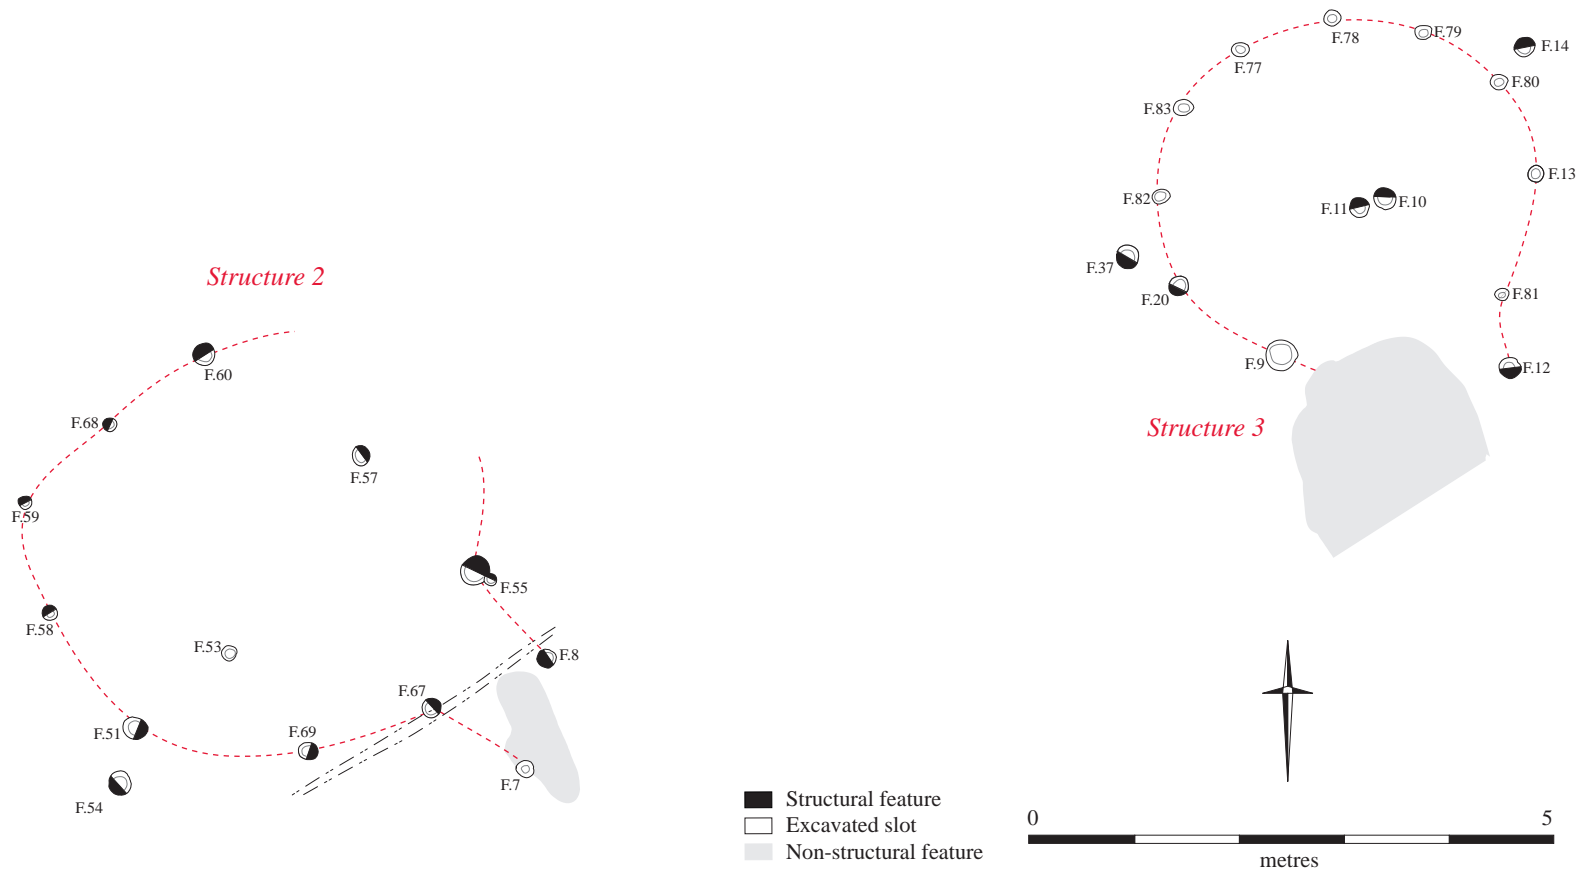 F.78
F.79
F.14
F.77
F.80
F.83
F.13
F.82
F.11
F.10
F.37
F.20
F.81
F.9
F.12
Structure 3
Structure 2
F.60
F.68
F.57
F.59
F.55
F.58
F.53
F.8
F.67
F.51
F.69
F.7
F.54
Structural feature
Excavated slot
Non-structural feature
0 5
metres